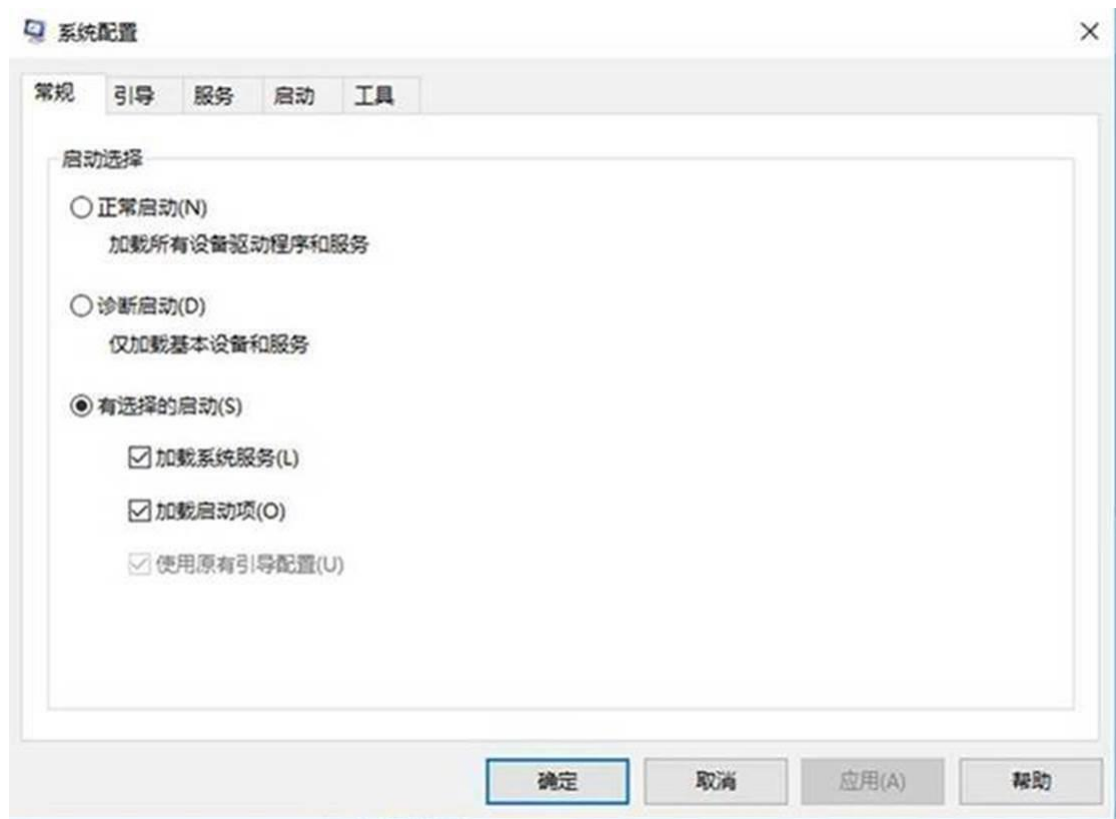 系统配置
常规 引导 服务 启动 工具
启动选择
正常启动(N)
加载所有设备驱动程序和服务
诊断启动(D)
仅加载基本设备和服务
有选择的启动(S)
加载系统服务(L)
加载启动项(O)
使用原有引导配置(U)
确定 取消 应用(A) 帮助